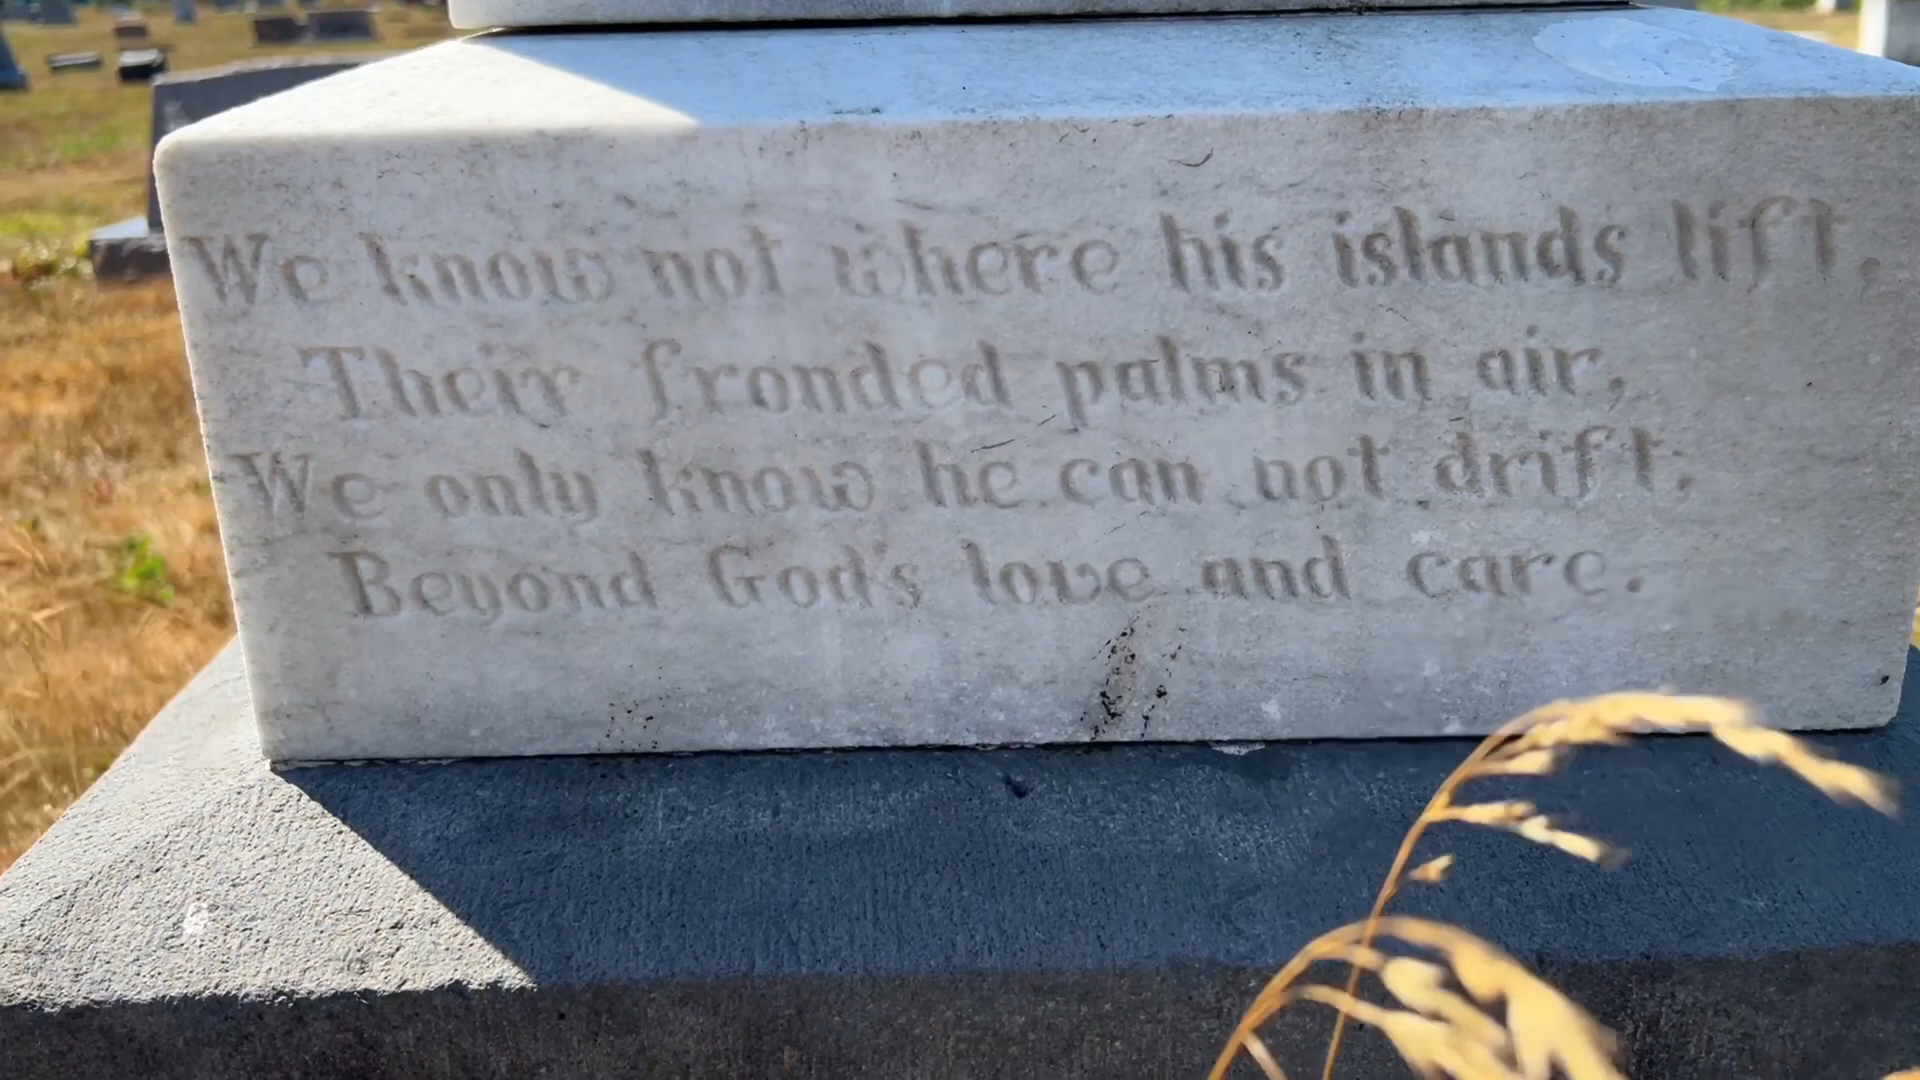 We know not where his islands lift,
Their fronded palms in air,
We only know he can not drift,
Beyond God's love and care.